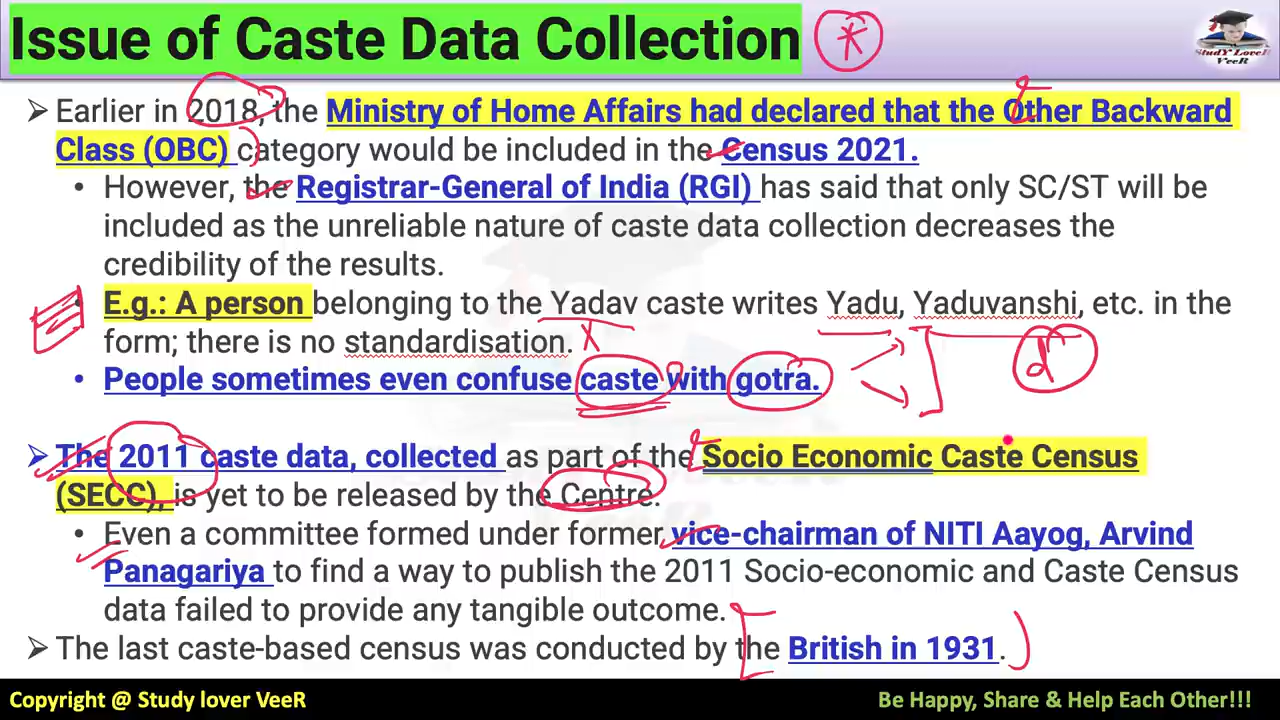 Issue of Caste Data Collection
StudY LoveR
VeeR
➢ Earlier in 2018, the Ministry of Home Affairs had declared that the Other Backward
Class (OBC) category would be included in the Census 2021.
• However, the Registrar-General of India (RGI) has said that only SC/ST will be
included as the unreliable nature of caste data collection decreases the
credibility of the results.
• E.g.: A person belonging to the Yadav caste writes Yadu, Yaduvanshi, etc. in the
form; there is no standardisation.
• People sometimes even confuse caste with gotra.
d
➢ The 2011 caste data, collected as part of the Socio Economic Caste Census
(SECC), is yet to be released by the Centre.
• Even a committee formed under former vice-chairman of NITI Aayog, Arvind
Panagariya to find a way to publish the 2011 Socio-economic and Caste Census
data failed to provide any tangible outcome.
➢ The last caste-based census was conducted by the British in 1931.
Copyright @ Study lover VeeR
Be Happy, Share & Help Each Other!!!